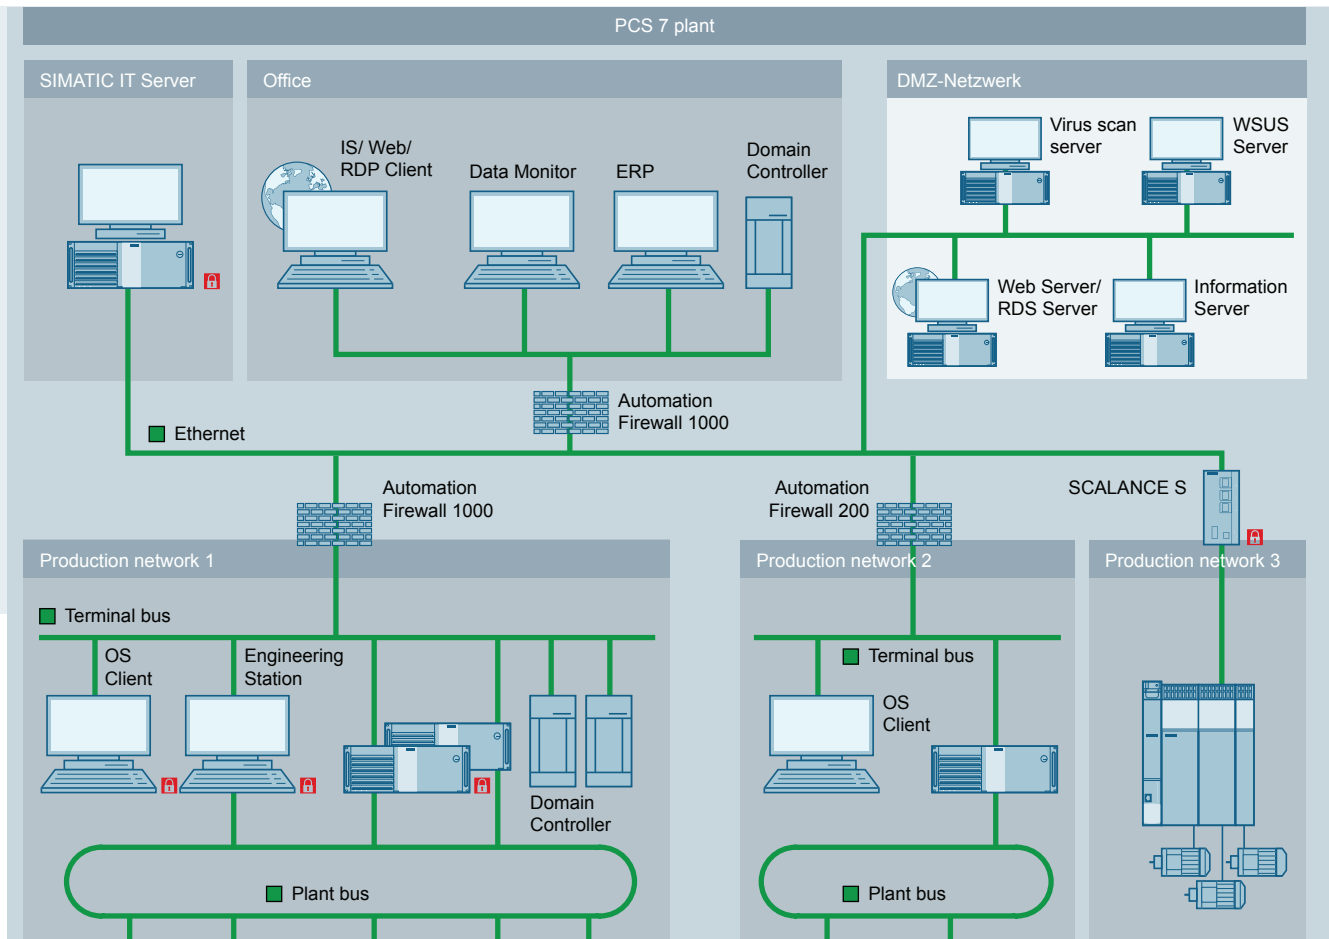 PCS 7 plant
SIMATIC IT Server
Office
DMZ-Netzwerk
IS/ Web/
RDP Client
Data Monitor
ERP
Domain
Controller
Virus scan
server
WSUS
Server
Web Server/
RDS Server
Information
Server
Automation
Firewall 1000
Ethernet
Automation
Firewall 1000
Automation
Firewall 200
SCALANCE S
Production network 1
Production network 2
Production network 3
Terminal bus
OS
Client
Engineering
Station
Domain
Controller
Plant bus
Terminal bus
OS
Client
Plant bus